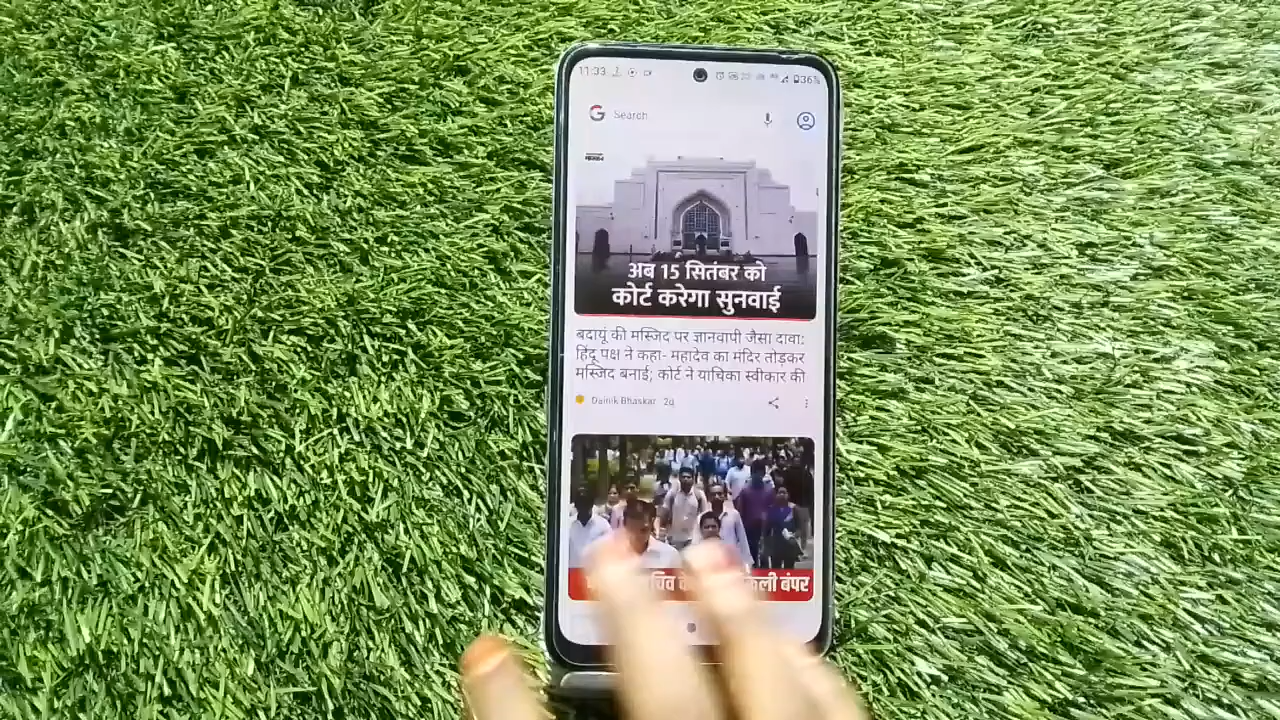 11:33
36%
G Search
अब 15 सितंबर को
कोर्ट करेगा सुनवाई
बदायूं की मस्जिद पर ज्ञानवापी जैसा दावा:
हिंदू पक्ष ने कहा- महादेव का मंदिर तोड़कर
मस्जिद बनाई; कोर्ट ने याचिका स्वीकार की
Dainik Bhaskar 2d
बंपर